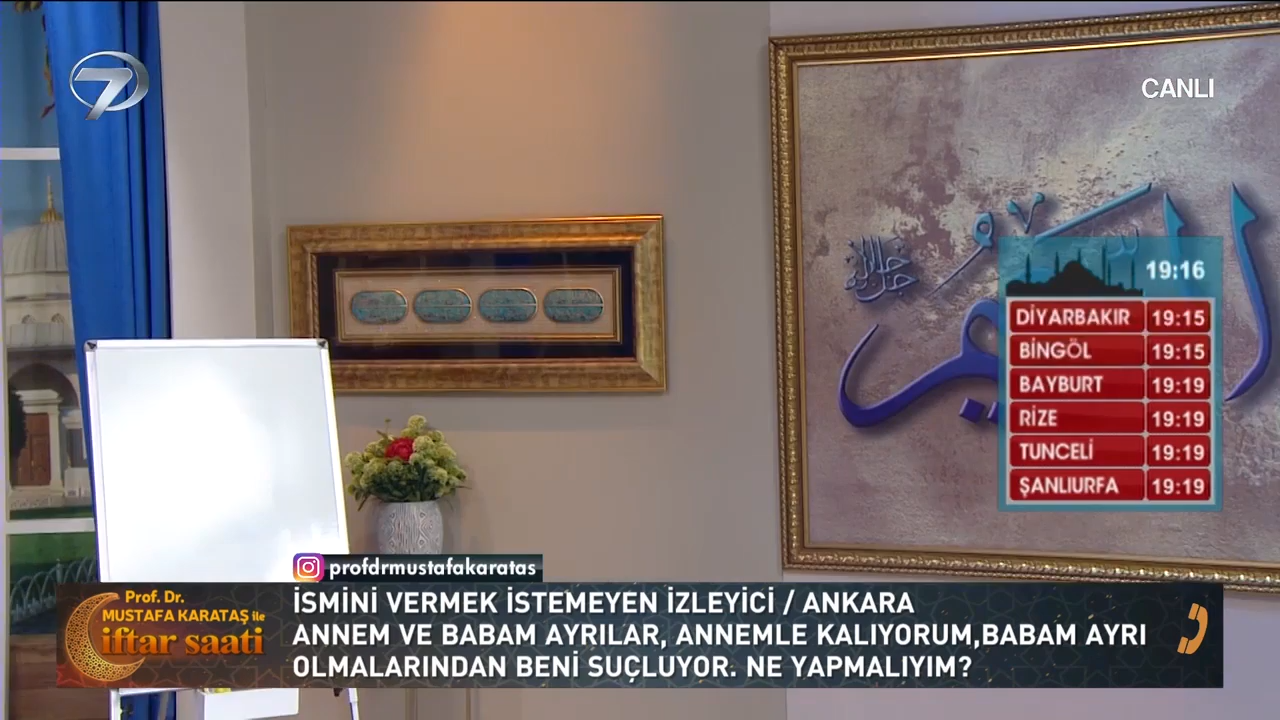 7
CANLI
19:16
DİYARBAKIR 19:15
BİNGÖL 19:15
BAYBURT 19:19
RİZE 19:19
TUNCELİ 19:19
ŞANLIURFA 19:19
profdrmustafakaratas
Prof. Dr.
MUSTAFA KARATAŞ ile
iftar saati
İSMİNİ VERMEK İSTEMEYEN İZLEYİCİ / ANKARA
ANNEM VE BABAM AYRILAR, ANNEMLE KALIYORUM,BABAM AYRI
OLMALARINDAN BENİ SUÇLUYOR. NE YAPMALIYIM?